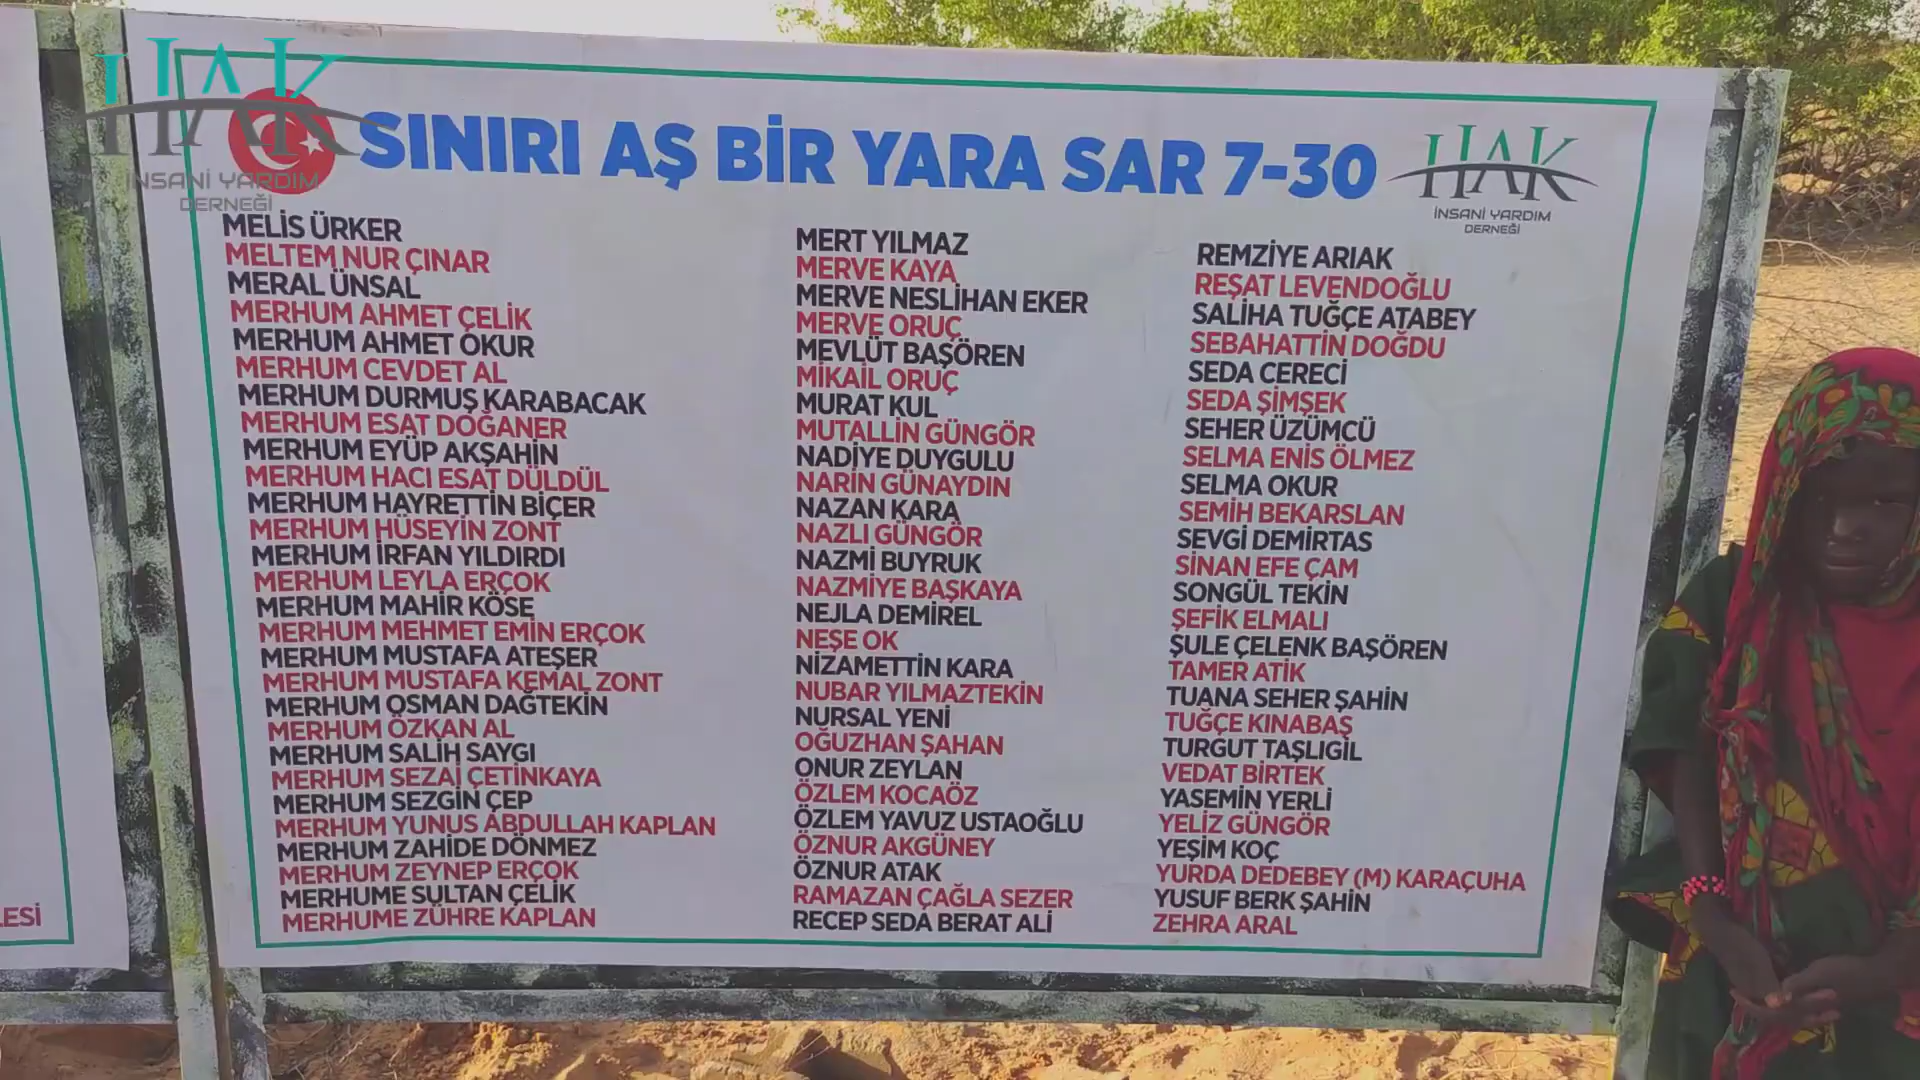 HAK
İNSANİ YARDIM
DERNEĞİ
SINIRI AŞ BİR YARA SAR 7-30
HAK
İNSANİ YARDIM
DERNEĞİ
MELİS ÜRKER
MELTEM NUR ÇINAR
MERAL ÜNSAL
MERHUM AHMET ÇELİK
MERHUM AHMET OKUR
MERHUM CEVDET AL
MERHUM DURMUŞ KARABACAK
MERHUM ESAT DOĞANER
MERHUM EYÜP AKŞAHİN
MERHUM HACI ESAT DÜLDÜL
MERHUM HAYRETTİN BİÇER
MERHUM HÜSEYİN ZONT
MERHUM İRFAN YILDIRDI
MERHUM LEYLA ERÇOK
MERHUM MAHİR KÖSE
MERHUM MEHMET EMİN ERÇOK
MERHUM MUSTAFA ATEŞER
MERHUM MUSTAFA KEMAL ZONT
MERHUM OSMAN DAĞTEKİN
MERHUM ÖZKAN AL
MERHUM SALİH SAYGI
MERHUM SEZAİ ÇETİNKAYA
MERHUM SEZGİN ÇEP
MERHUM YUNUS ABDULLAH KAPLAN
MERHUM ZAHİDE DÖNMEZ
MERHUM ZEYNEP ERÇOK
MERHUME SULTAN ÇELİK
MERHUME ZÜHRE KAPLAN
MERT YILMAZ
MERVE KAYA
MERVE NESLİHAN EKER
MERVE ORUÇ
MEVLÜT BAŞÖREN
MİKAİL ORUÇ
MURAT KUL
MUTALLİN GÜNGÖR
NADİYE DUYGULU
NARİN GÜNAYDIN
NAZAN KARA
NAZLI GÜNGÖR
NAZMİ BUYRUK
NAZMİYE BAŞKAYA
NEJLA DEMİREL
NEŞE OK
NİZAMETTİN KARA
NUBAR YILMAZTEKİN
NURSAL YENİ
OĞUZHAN ŞAHAN
ONUR ZEYLAN
ÖZLEM KOCAÖZ
ÖZLEM YAVUZ USTAOĞLU
ÖZNUR AKGÜNEY
ÖZNUR ATAK
RAMAZAN ÇAĞLA SEZER
RECEP SEDA BERAT ALİ
REMZİYE ARIAK
REŞAT LEVENDOĞLU
SALİHA TUĞÇE ATABEY
SEBAHATTİN DOĞDU
SEDA CERECİ
SEDA ŞİMŞEK
SEHER ÜZÜMCÜ
SELMA ENİS ÖLMEZ
SELMA OKUR
SEMİH BEKARSLAN
SEVGİ DEMİRTAS
SİNAN EFE ÇAM
SONGÜL TEKİN
ŞEFİK ELMALI
ŞULE ÇELENK BAŞÖREN
TAMER ATİK
TUANA SEHER ŞAHİN
TUĞÇE KINABAŞ
TURGUT TAŞLIGİL
VEDAT BİRTEK
YASEMİN YERLİ
YELİZ GÜNGÖR
YEŞİM KOÇ
YURDA DEDEBEY (M) KARAÇUHA
YUSUF BERK ŞAHİN
ZEHRA ARAL